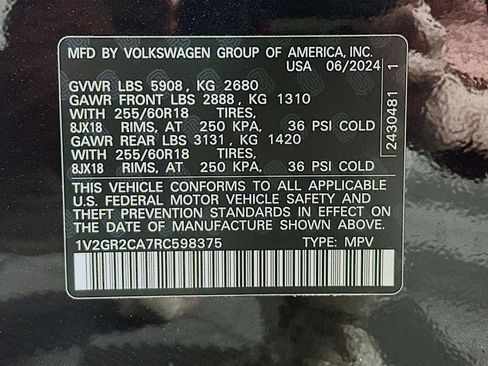 MFD BY VOLKSWAGEN GROUP OF AMERICA, INC.
USA 06/2024
GVWR LBS 5908, KG 2680
GAWR FRONT LBS 2888, KG 1310
WITH 255/60R18 TIRES,
8JX18 RIMS, AT 250 KPA, 36 PSI COLD
GAWR REAR LBS 3131, KG 1420
WITH 255/60R18 TIRES,
8JX18 RIMS, AT 250 KPA, 36 PSI COLD
THIS VEHICLE CONFORMS TO ALL APPLICABLE
U.S. FEDERAL MOTOR VEHICLE SAFETY AND
THEFT PREVENTION STANDARDS IN EFFECT ON THE
DATE OF MANUFACTURE SHOWN ABOVE.
1V2GR2CA7RC598375 TYPE: MPV
2430481 1